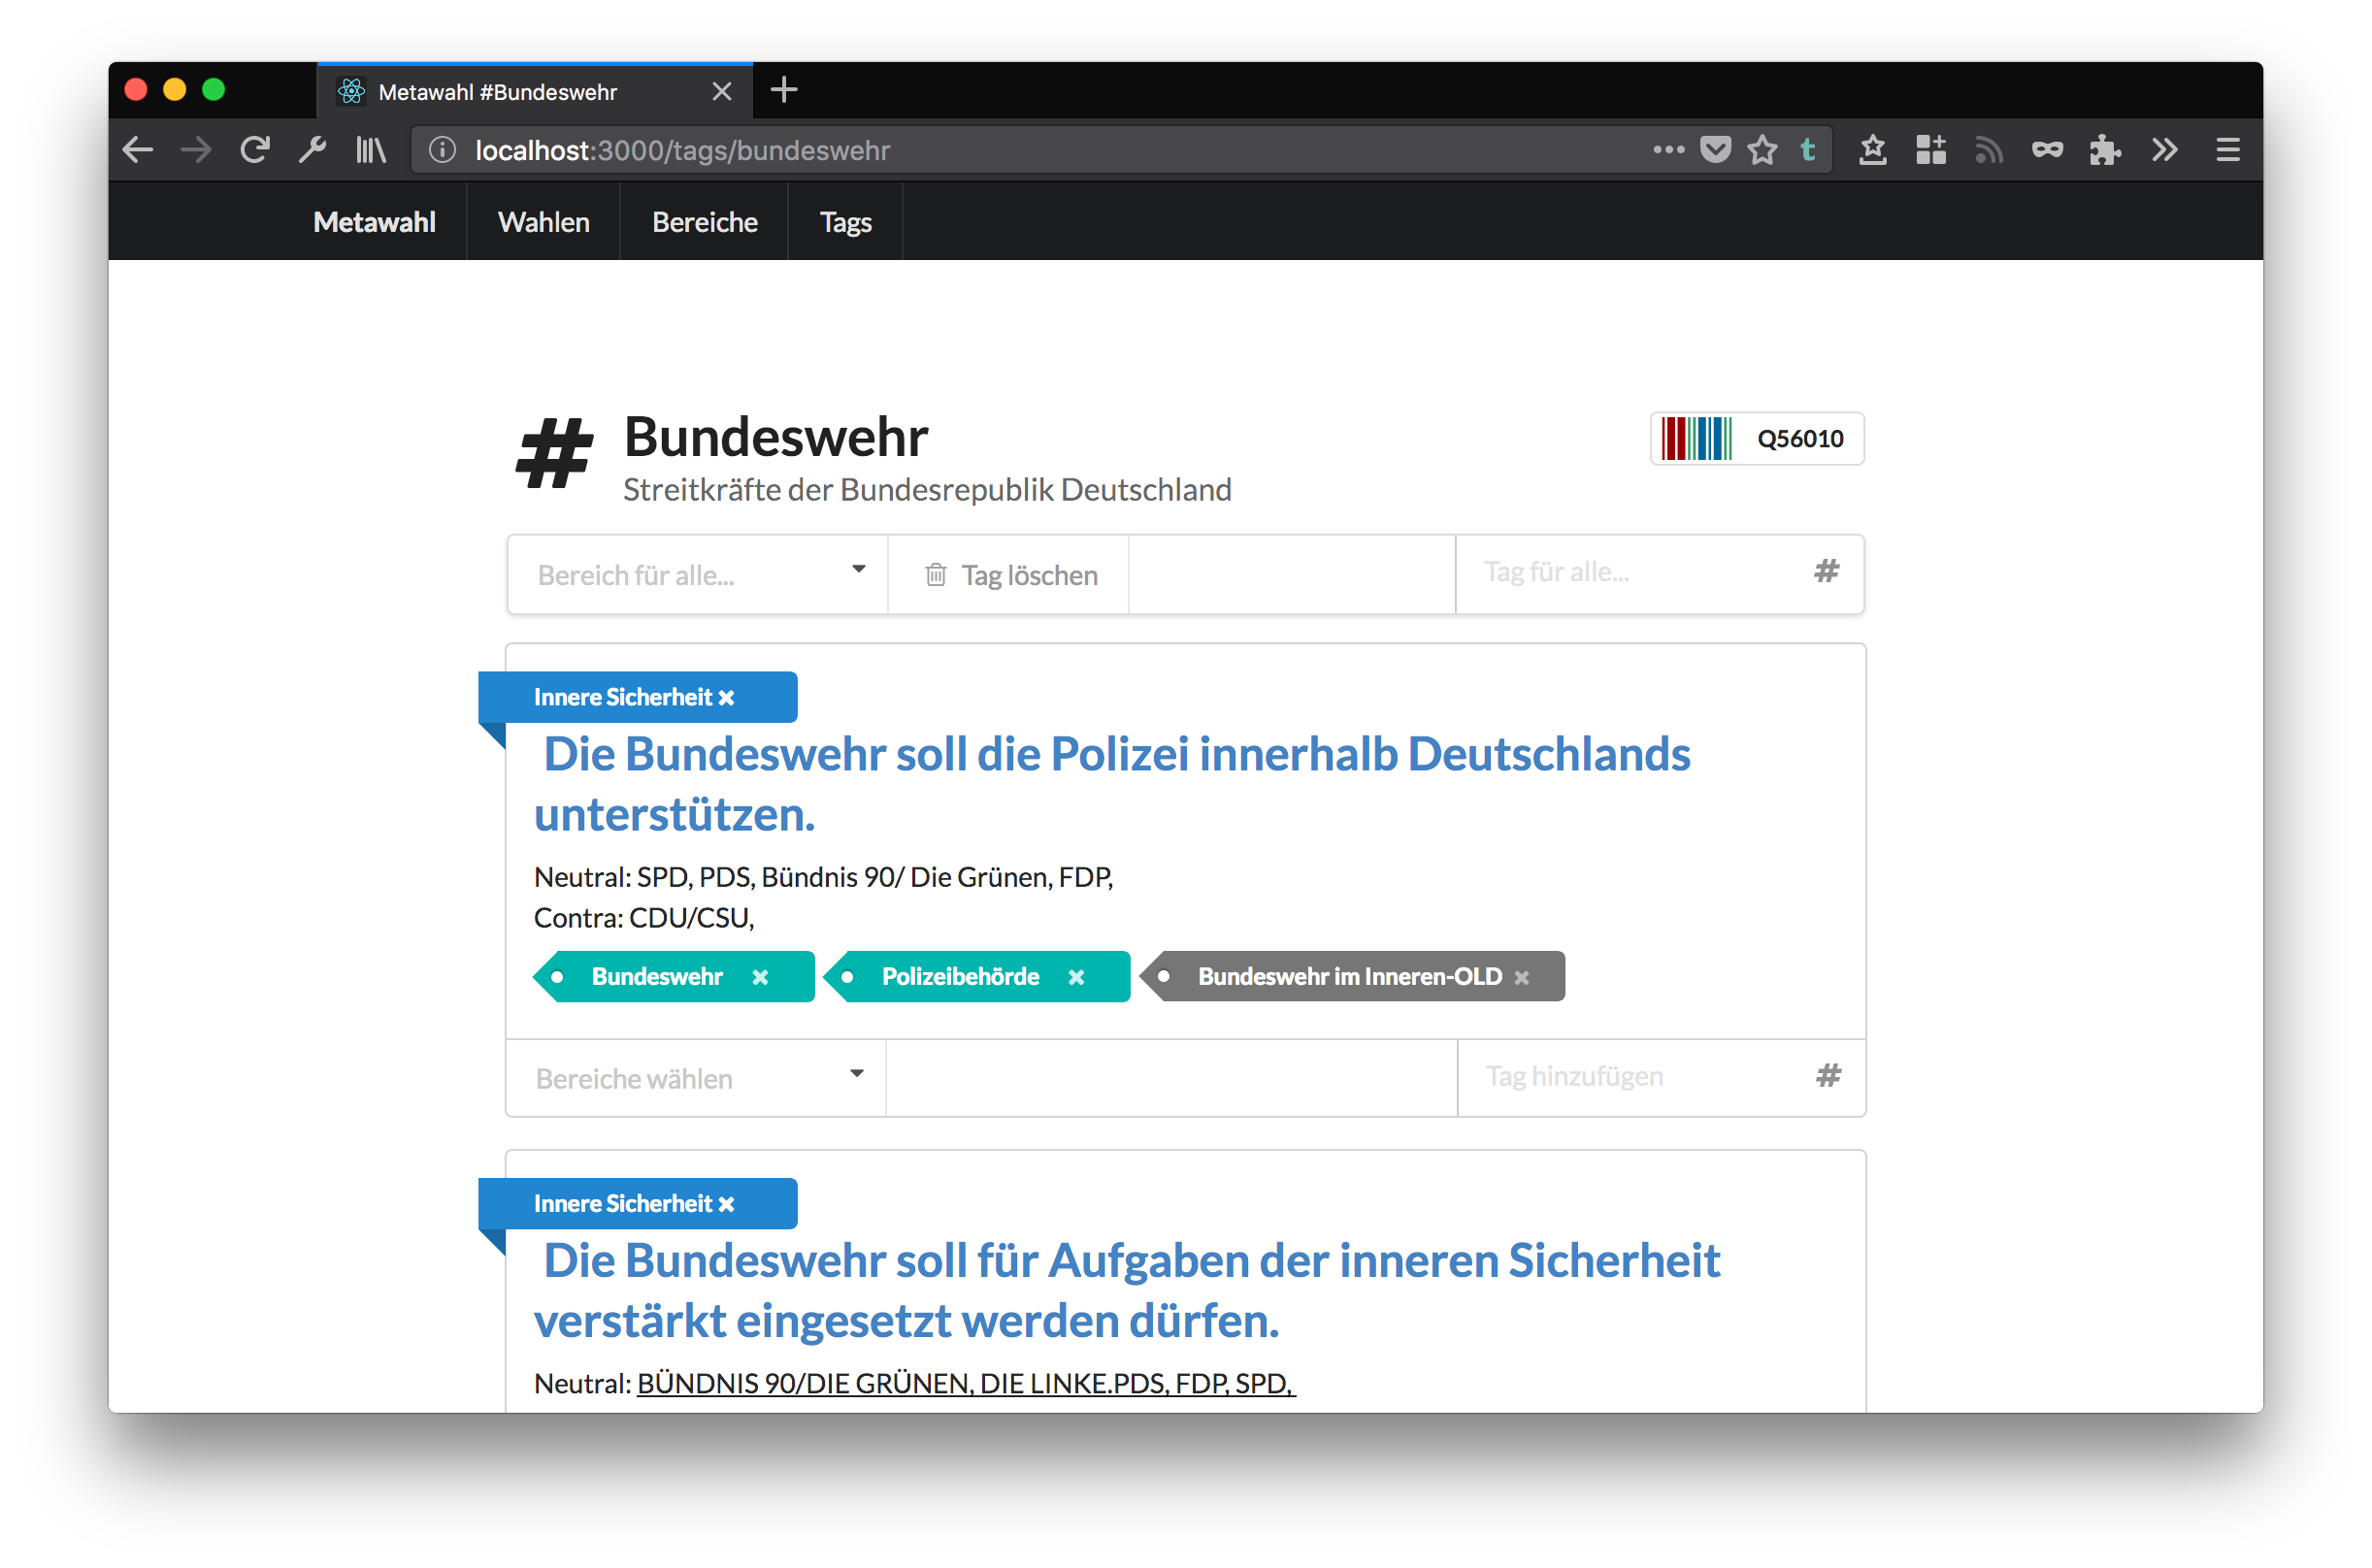 Metawahl #Bundeswehr
localhost:3000/tags/bundeswehr
Metawahl Wahlen Bereiche Tags
# Bundeswehr
Q56010
Streitkräfte der Bundesrepublik Deutschland
Bereich für alle... Tag löschen Tag für alle... #
Innere Sicherheit
Die Bundeswehr soll die Polizei innerhalb Deutschlands
unterstützen.
Neutral: SPD, PDS, Bündnis 90/ Die Grünen, FDP,
Contra: CDU/CSU,
Bundeswehr Polizeibehörde Bundeswehr im Inneren-OLD
Bereiche wählen Tag hinzufügen #
Innere Sicherheit
Die Bundeswehr soll für Aufgaben der inneren Sicherheit
verstärkt eingesetzt werden dürfen.
Neutral: BÜNDNIS 90/DIE GRÜNEN, DIE LINKE.PDS, FDP, SPD,